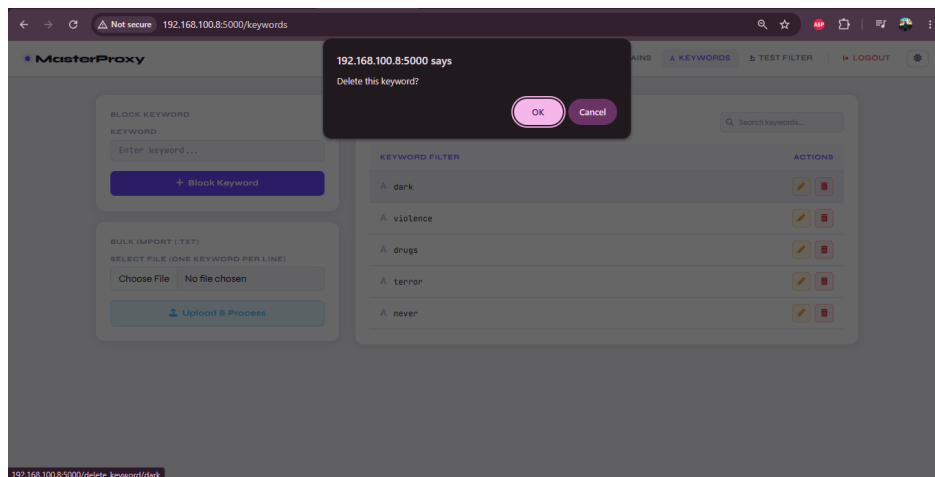 Not secure 192.168.100.8:5000/keywords
ABP
MasterProxy
AINS KEYWORDS TEST FILTER LOGOUT
192.168.100.8:5000 says
Delete this keyword?
OK Cancel
BLOCK KEYWORD
KEYWORD
Enter keyword...
+ Block Keyword
BULK IMPORT (.TXT)
SELECT FILE (ONE KEYWORD PER LINE)
Choose File No file chosen
Upload & Process
Search keywords...
KEYWORD FILTER ACTIONS
A dark
A violence
A drugs
A terror
A never
192.168.100.8:5000/delete_keyword/dark